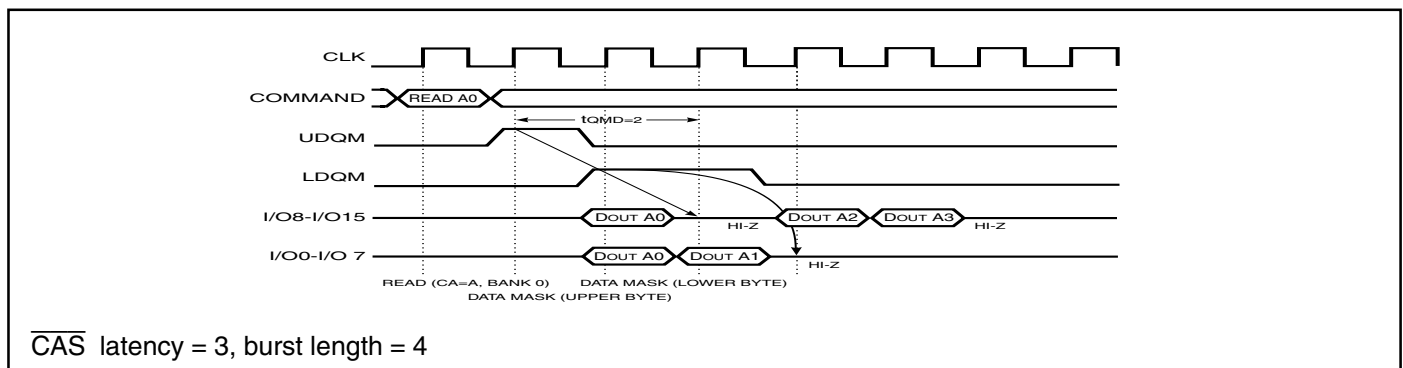 CLK
COMMAND READ A0
tQMD=2
UDQM
LDQM
I/O8-I/O15 DOUT A0 HI-Z DOUT A2 DOUT A3 HI-Z
I/O0-I/O 7 DOUT A0 DOUT A1 HI-Z
READ (CA=A, BANK 0) DATA MASK (LOWER BYTE)
DATA MASK (UPPER BYTE)
C̅A̅S̅ latency = 3, burst length = 4